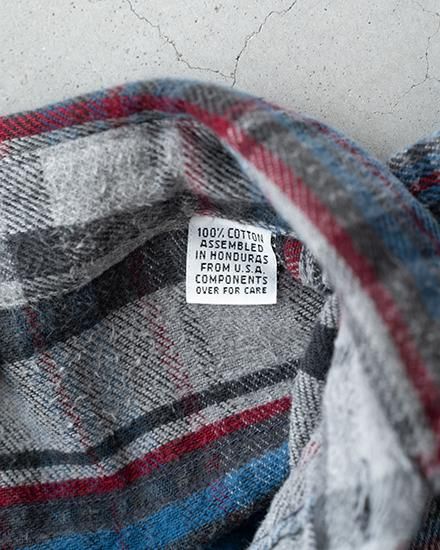 100% COTTON
ASSEMBLED
IN HONDURAS
FROM U.S.A.
COMPONENTS
OVER FOR CARE